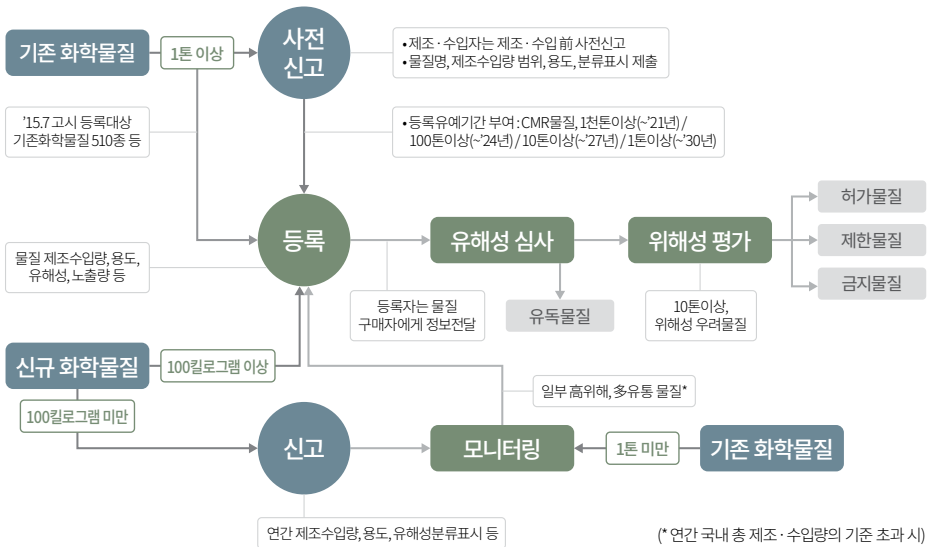 기존 화학물질
1톤 이상
사전
신고
• 제조 · 수입자는 제조 · 수입 前 사전신고
• 물질명, 제조수입량 범위, 용도, 분류표시 제출
’15.7 고시 등록대상
기존화학물질 510종 등
• 등록유예기간 부여 : CMR물질, 1천톤이상(~’21년) /
100톤이상(~’24년) / 10톤이상(~’27년) / 1톤이상(~’30년)
등록
유해성 심사
위해성 평가
허가물질
제한물질
금지물질
물질 제조수입량, 용도,
유해성, 노출량 등
등록자는 물질
구매자에게 정보전달
유독물질
10톤이상,
위해성 우려물질
신규 화학물질
100킬로그램 이상
일부 高위해, 多유통 물질*
100킬로그램 미만
신고
모니터링
1톤 미만
기존 화학물질
연간 제조수입량, 용도, 유해성분류표시 등
(* 연간 국내 총 제조 · 수입량의 기준 초과 시)